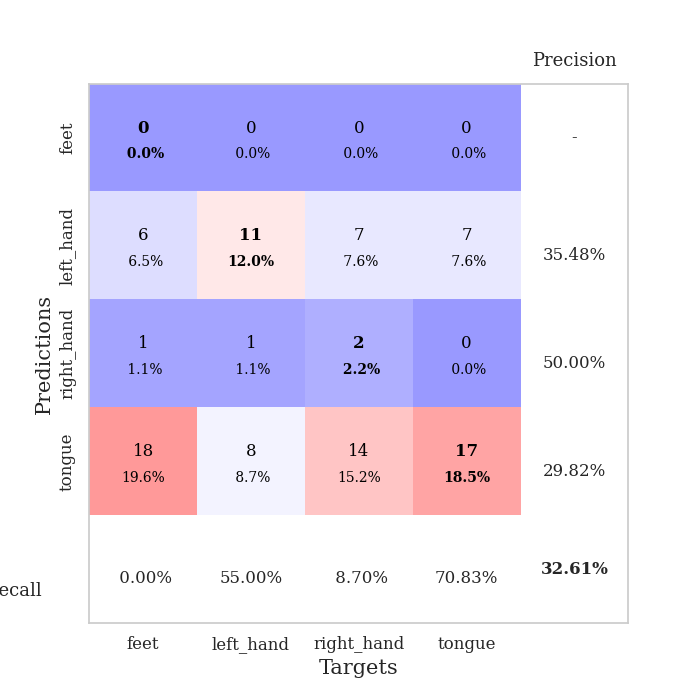 Precision
feet
0 0 0 0 -
0.0% 0.0% 0.0% 0.0%
left_hand
6 11 7 7 35.48%
6.5% 12.0% 7.6% 7.6%
Predictions
right_hand
1 1 2 0 50.00%
1.1% 1.1% 2.2% 0.0%
tongue
18 8 14 17 29.82%
19.6% 8.7% 15.2% 18.5%
ecall 0.00% 55.00% 8.70% 70.83% 32.61%
feet left_hand right_hand tongue
Targets